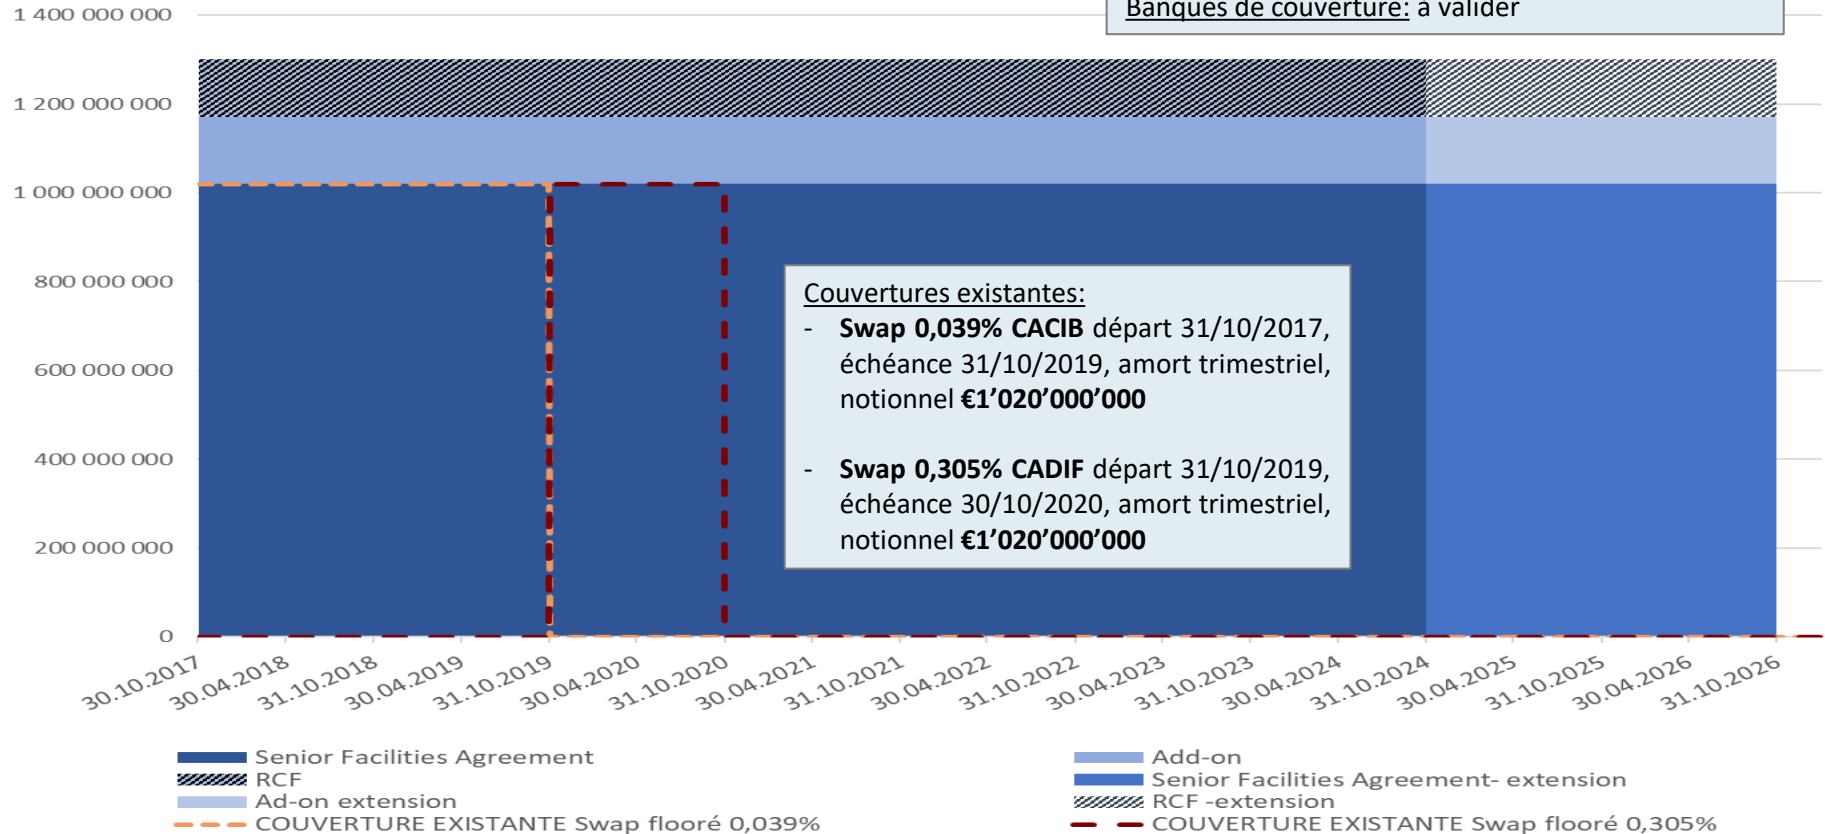 Banques de couverture: à valider
1 400 000 000
1 200 000 000
1 000 000 000
800 000 000
600 000 000
400 000 000
200 000 000
0
Couvertures existantes:
- Swap 0,039% CACIB départ 31/10/2017,
échéance 31/10/2019, amort trimestriel,
notionnel €1’020’000’000
- Swap 0,305% CADIF départ 31/10/2019,
échéance 30/10/2020, amort trimestriel,
notionnel €1’020’000’000
30.10.2017
30.04.2018
31.10.2018
30.04.2019
31.10.2019
30.04.2020
31.10.2020
30.04.2021
31.10.2021
30.04.2022
31.10.2022
30.04.2023
31.10.2023
30.04.2024
31.10.2024
30.04.2025
31.10.2025
30.04.2026
31.10.2026
Senior Facilities Agreement
Add-on
RCF
Senior Facilities Agreement- extension
Ad-on extension
RCF -extension
COUVERTURE EXISTANTE Swap flooré 0,039%
COUVERTURE EXISTANTE Swap flooré 0,305%